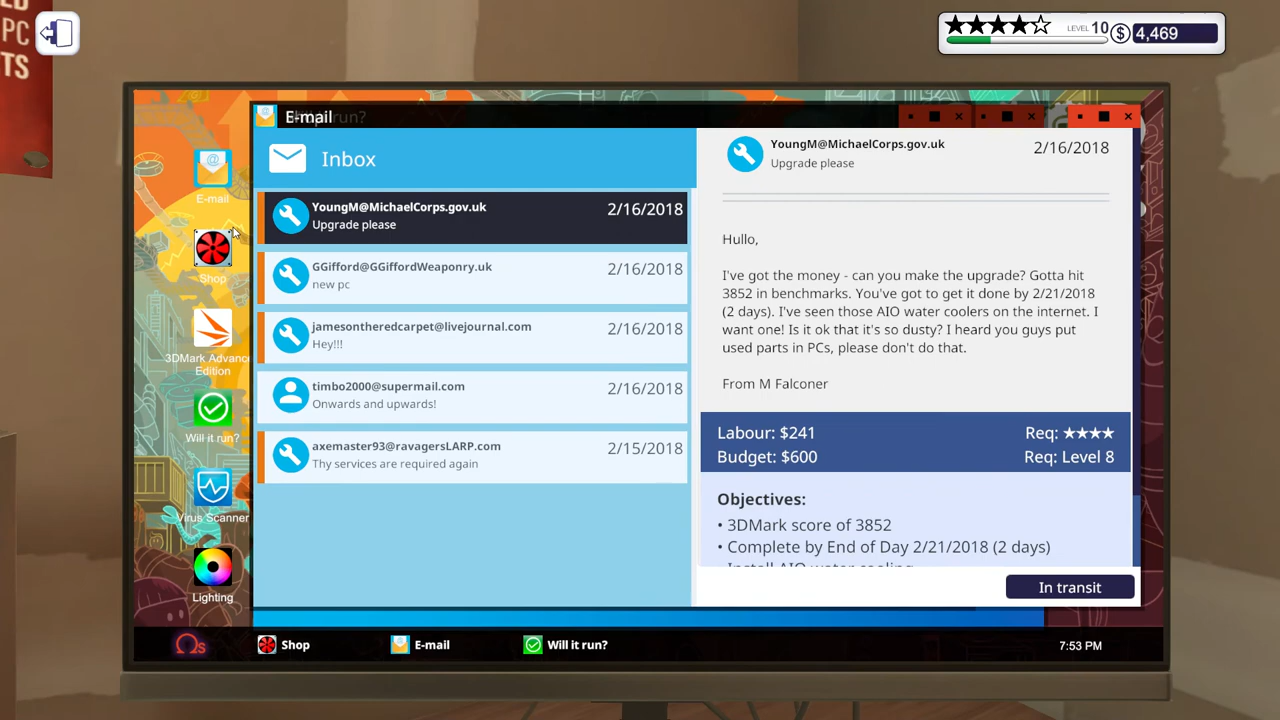 PC
TS
LEVEL 10
$ 4,469
E-mail
Inbox
YoungM@MichaelCorps.gov.uk
Upgrade please
2/16/2018
GGifford@GGiffordWeaponry.uk
new pc
2/16/2018
jamesontheredcarpet@livejournal.com
Hey!!!
2/16/2018
timbo2000@supermail.com
Onwards and upwards!
2/16/2018
axemaster93@ravagersLARP.com
Thy services are required again
2/15/2018
YoungM@MichaelCorps.gov.uk
Upgrade please
2/16/2018
Hullo,
I've got the money - can you make the upgrade? Gotta hit
3852 in benchmarks. You've got to get it done by 2/21/2018
(2 days). I've seen those AIO water coolers on the internet. I
want one! Is it ok that it's so dusty? I heard you guys put
used parts in PCs, please don't do that.
From M Falconer
Labour: $241
Req: ★★★★
Budget: $600
Req: Level 8
Objectives:
• 3DMark score of 3852
• Complete by End of Day 2/21/2018 (2 days)
• Install AIO water cooling
In transit
E-mail
Shop
3DMark Advanc
Edition
Will it run?
Virus Scanner
Lighting
Ωs
Shop
E-mail
Will it run?
7:53 PM